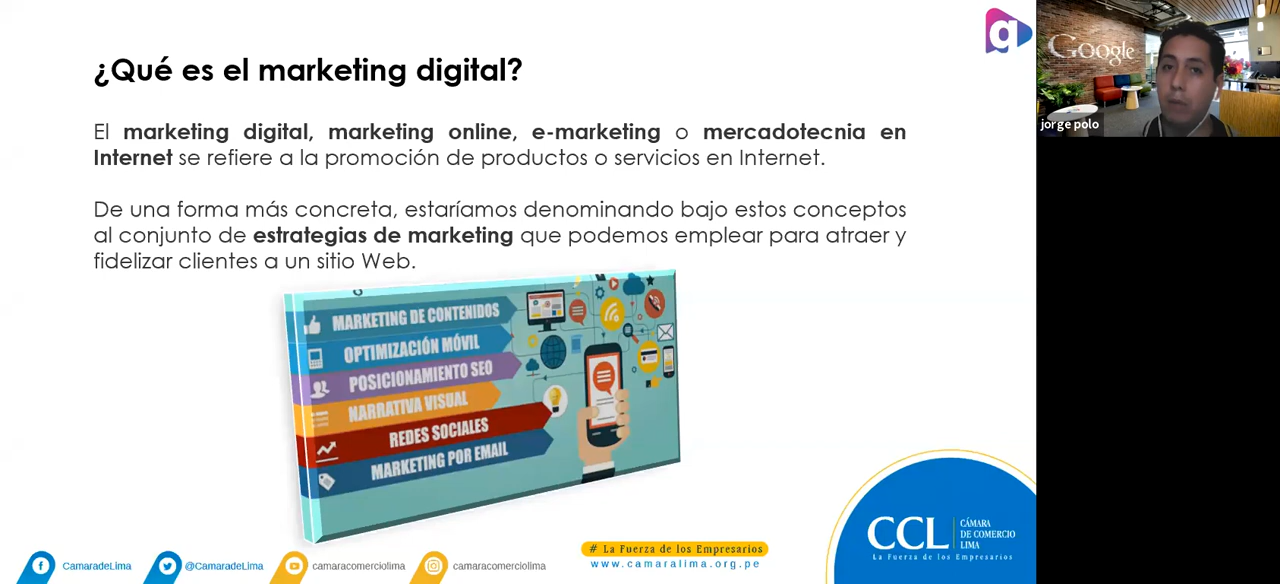 ¿Qué es el marketing digital?
El marketing digital, marketing online, e-marketing o mercadotecnia en
Internet se refiere a la promoción de productos o servicios en Internet.
De una forma más concreta, estaríamos denominando bajo estos conceptos
al conjunto de estrategias de marketing que podemos emplear para atraer y
fidelizar clientes a un sitio Web.
MARKETING DE CONTENIDOS
OPTIMIZACIÓN MÓVIL
POSICIONAMIENTO SEO
NARRATIVA VISUAL
REDES SOCIALES
MARKETING POR EMAIL
g
Google
jorge polo
CCL
CÁMARA
DE COMERCIO
LIMA
La Fuerza de los Empresarios
CamaradeLima
@CamaradeLima
camaracomerciolima
camaracomerciolima
# La Fuerza de los Empresarios
www.camaralima.org.pe